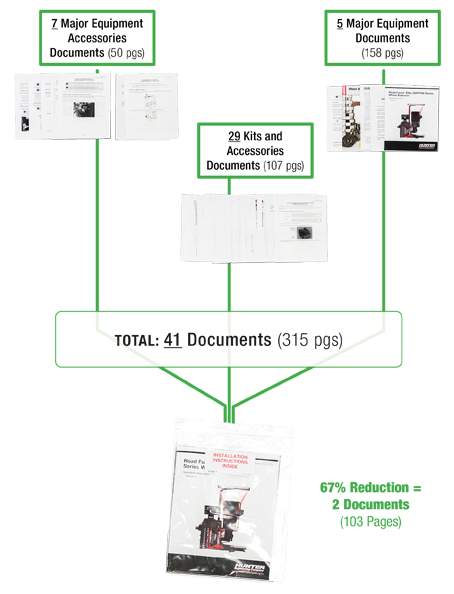 7 Major Equipment
Accessories
Documents (50 pgs)
5 Major Equipment
Documents
(158 pgs)
29 Kits and
Accessories
Documents (107 pgs)
TOTAL: 41 Documents (315 pgs)
INSTALLATION
INSTRUCTIONS
INSIDE
Road Fo
Series W
HUNTER
67% Reduction =
2 Documents
(103 Pages)